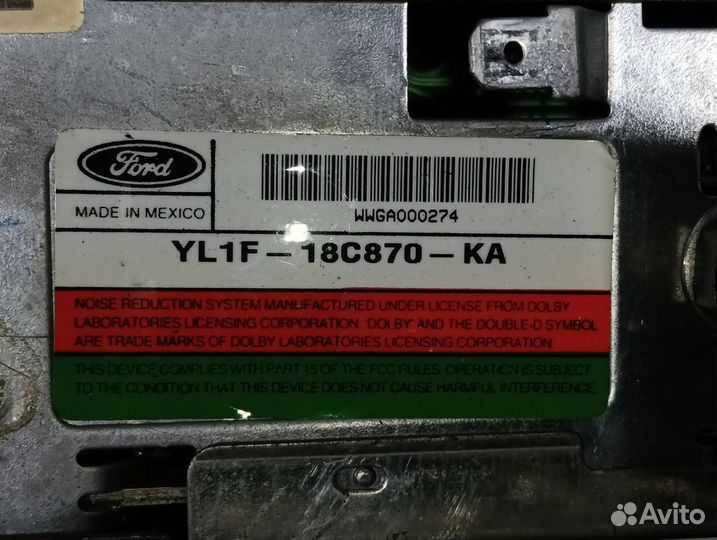 Ford
MADE IN MEXICO
WWGA000274
YL1F-18C870-KA
NOISE REDUCTION SYSTEM MANUFACTURED UNDER LICENSE FROM DOLBY
LABORATORIES LICENSING CORPORATION. 'DOLBY' AND THE DOUBLE-D SYMBOL
ARE TRADE MARKS OF DOLBY LABORATORIES LICENSING CORPORATION.
THIS DEVICE COMPLIES WITH PART 15 OF THE FCC RULES. OPERATION IS SUBJECT
TO THE CONDITION THAT THIS DEVICE DOES NOT CAUSE HARMFUL INTERFERENCE.
Avito